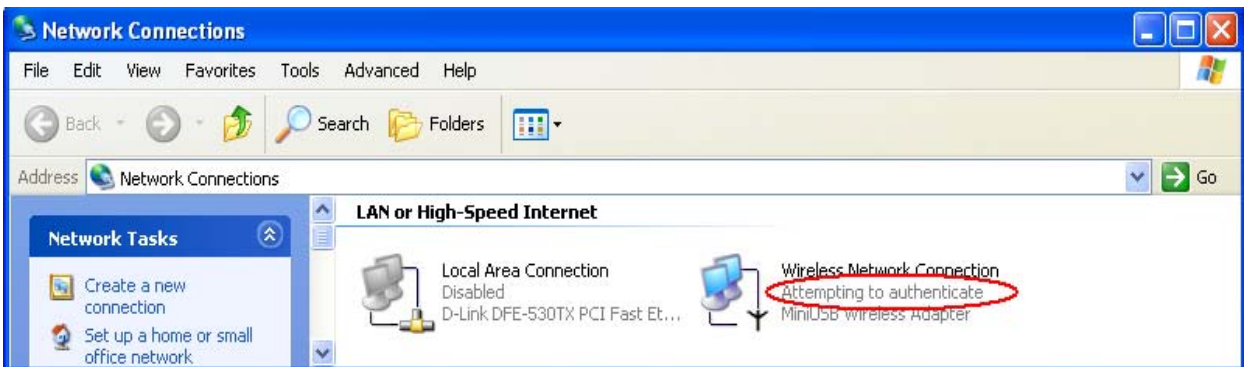 Network Connections
File Edit View Favorites Tools Advanced Help
Back Search Folders
Address Network Connections Go
LAN or High-Speed Internet
Network Tasks
Create a new
connection
Set up a home or small
office network
Local Area Connection
Disabled
D-Link DFE-530TX PCI Fast Et...
Wireless Network Connection
Attempting to authenticate
MiniUSB Wireless Adapter